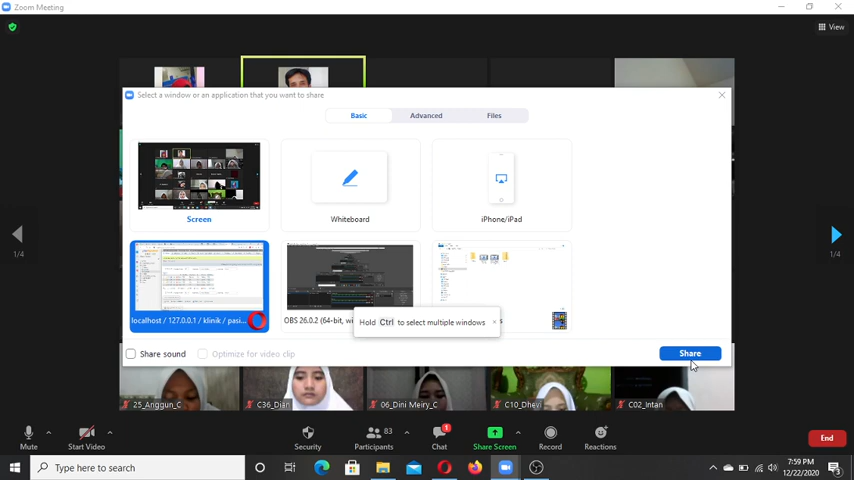 Zoom Meeting
View
Select a window or an application that you want to share
Basic
Advanced
Files
Screen
Whiteboard
iPhone/iPad
1/4
1/4
localhost / 127.0.0.1 / klinik / pasi...
OBS 26.0.2 (64-bit, wi
Hold Ctrl to select multiple windows
Share sound
Optimize for video clip
Share
25_Anggun_C
C36_Dian
06_Dini Meiry_C
C10_Dhevi
C02_Intan
Mute
Start Video
Security
83
Participants
1
Chat
Share Screen
Record
Reactions
End
Type here to search
7:59 PM
12/22/2020
3